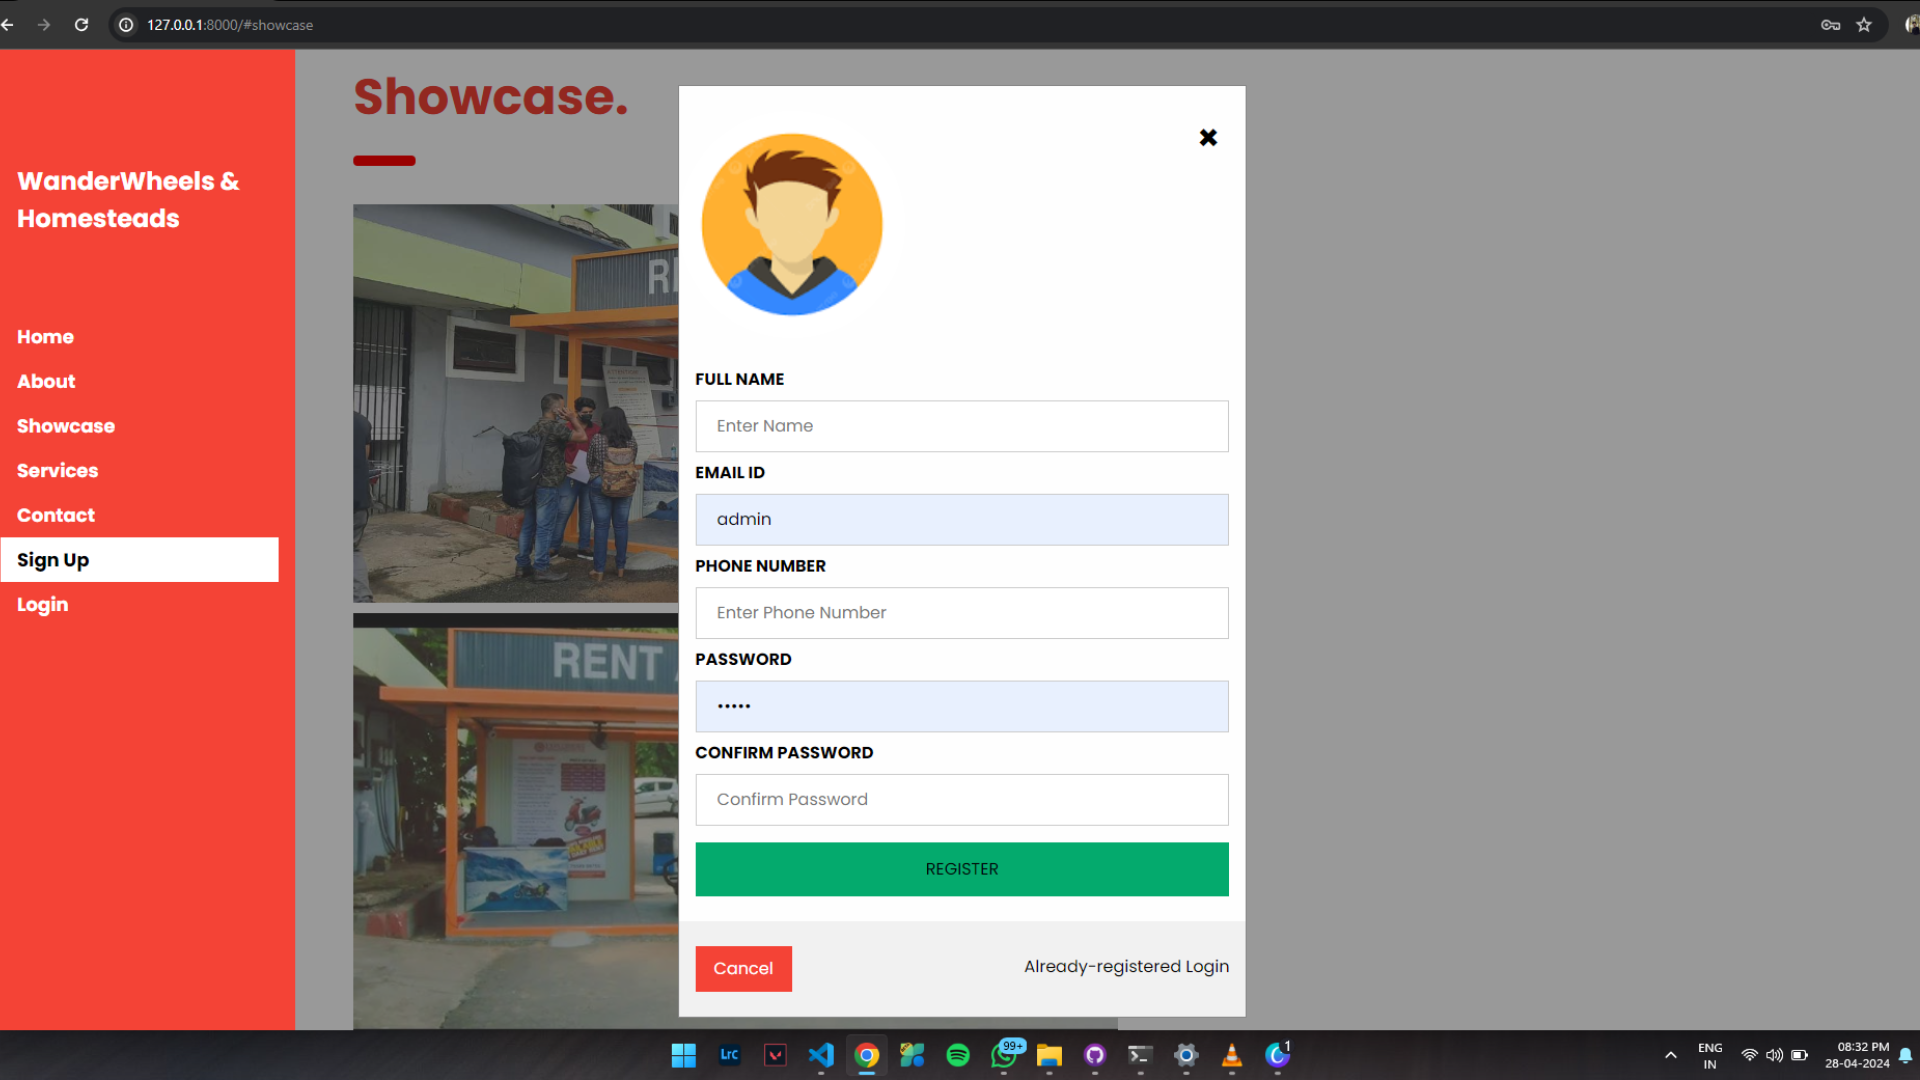 127.0.0.1:8000/#showcase
WanderWheels &
Homesteads
Home
About
Showcase
Services
Contact
Sign Up
Login
Showcase.
RENT
FULL NAME
Enter Name
EMAIL ID
admin
PHONE NUMBER
Enter Phone Number
PASSWORD
•••••
CONFIRM PASSWORD
Confirm Password
REGISTER
Cancel
Already-registered Login
Lrc
99+
1
ENG
IN
08:32 PM
28-04-2024